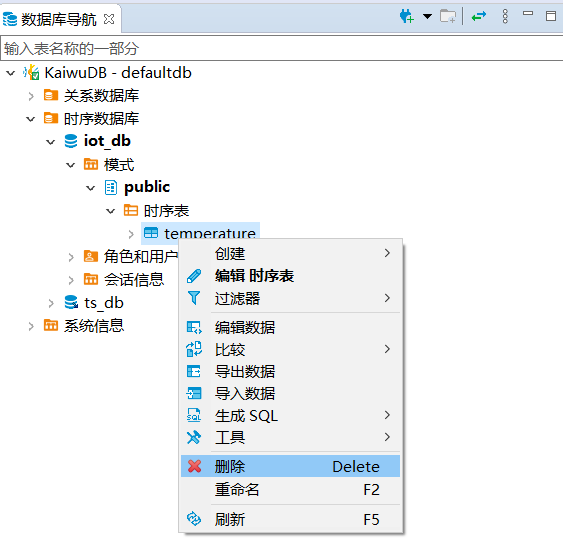 数据库导航
输入表名称的一部分
KaiwuDB - defaultdb
关系数据库
时序数据库
iot_db
模式
public
时序表
temperature
角色和用户
会话信息
ts_db
系统信息
创建
编辑 时序表
过滤器
编辑数据
比较
导出数据
导入数据
生成 SQL
工具
删除 Delete
重命名 F2
刷新 F5